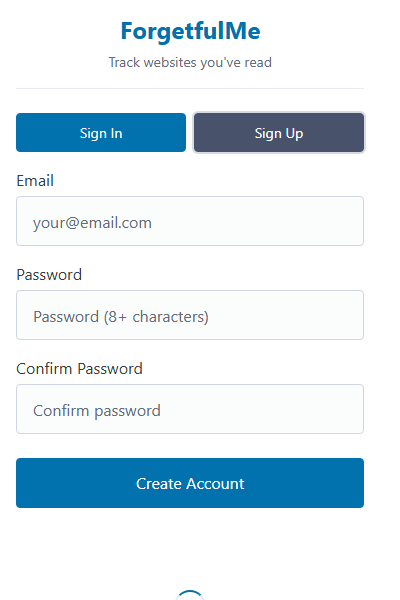 ForgetfulMe
Track websites you've read
Sign In
Sign Up
Email
your@email.com
Password
Password (8+ characters)
Confirm Password
Confirm password
Create Account